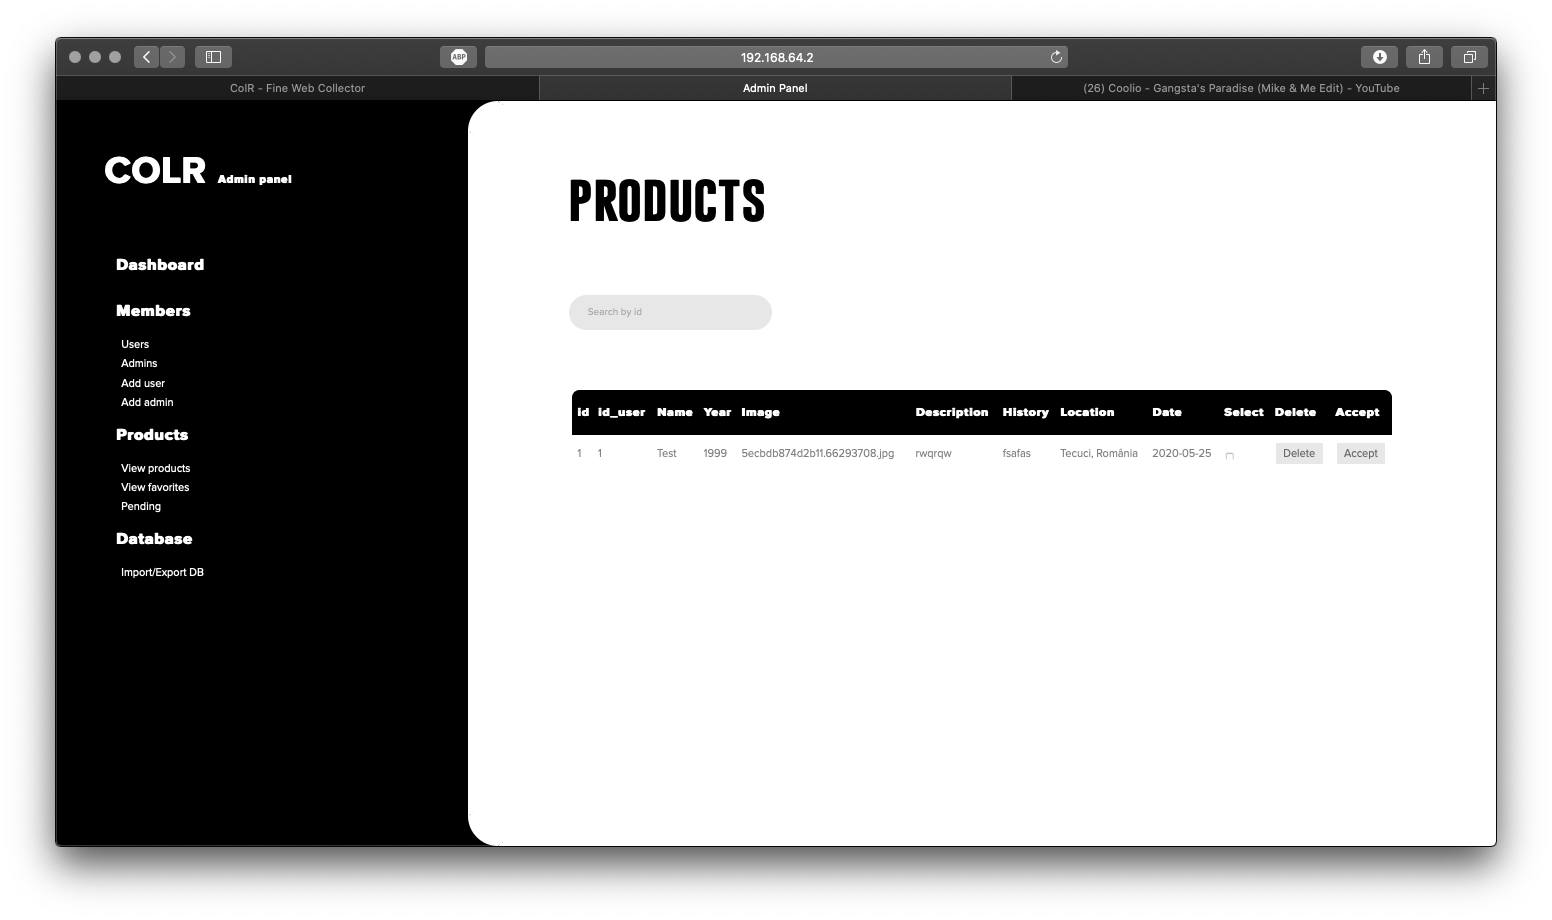 ABP
192.168.64.2
ColR - Fine Web Collector
Admin Panel
(26) Coolio - Gangsta's Paradise (Mike & Me Edit) - YouTube
COLR Admin panel
Dashboard
Members
Users
Admins
Add user
Add admin
Products
View products
View favorites
Pending
Database
Import/Export DB
PRODUCTS
Search by id
id id_user Name Year Image Description History Location Date Select Delete Accept
1 1 Test 1999 5ecbdb874d2b11.66293708.jpg rwqrqw fsafas Tecuci, România 2020-05-25 Delete Accept